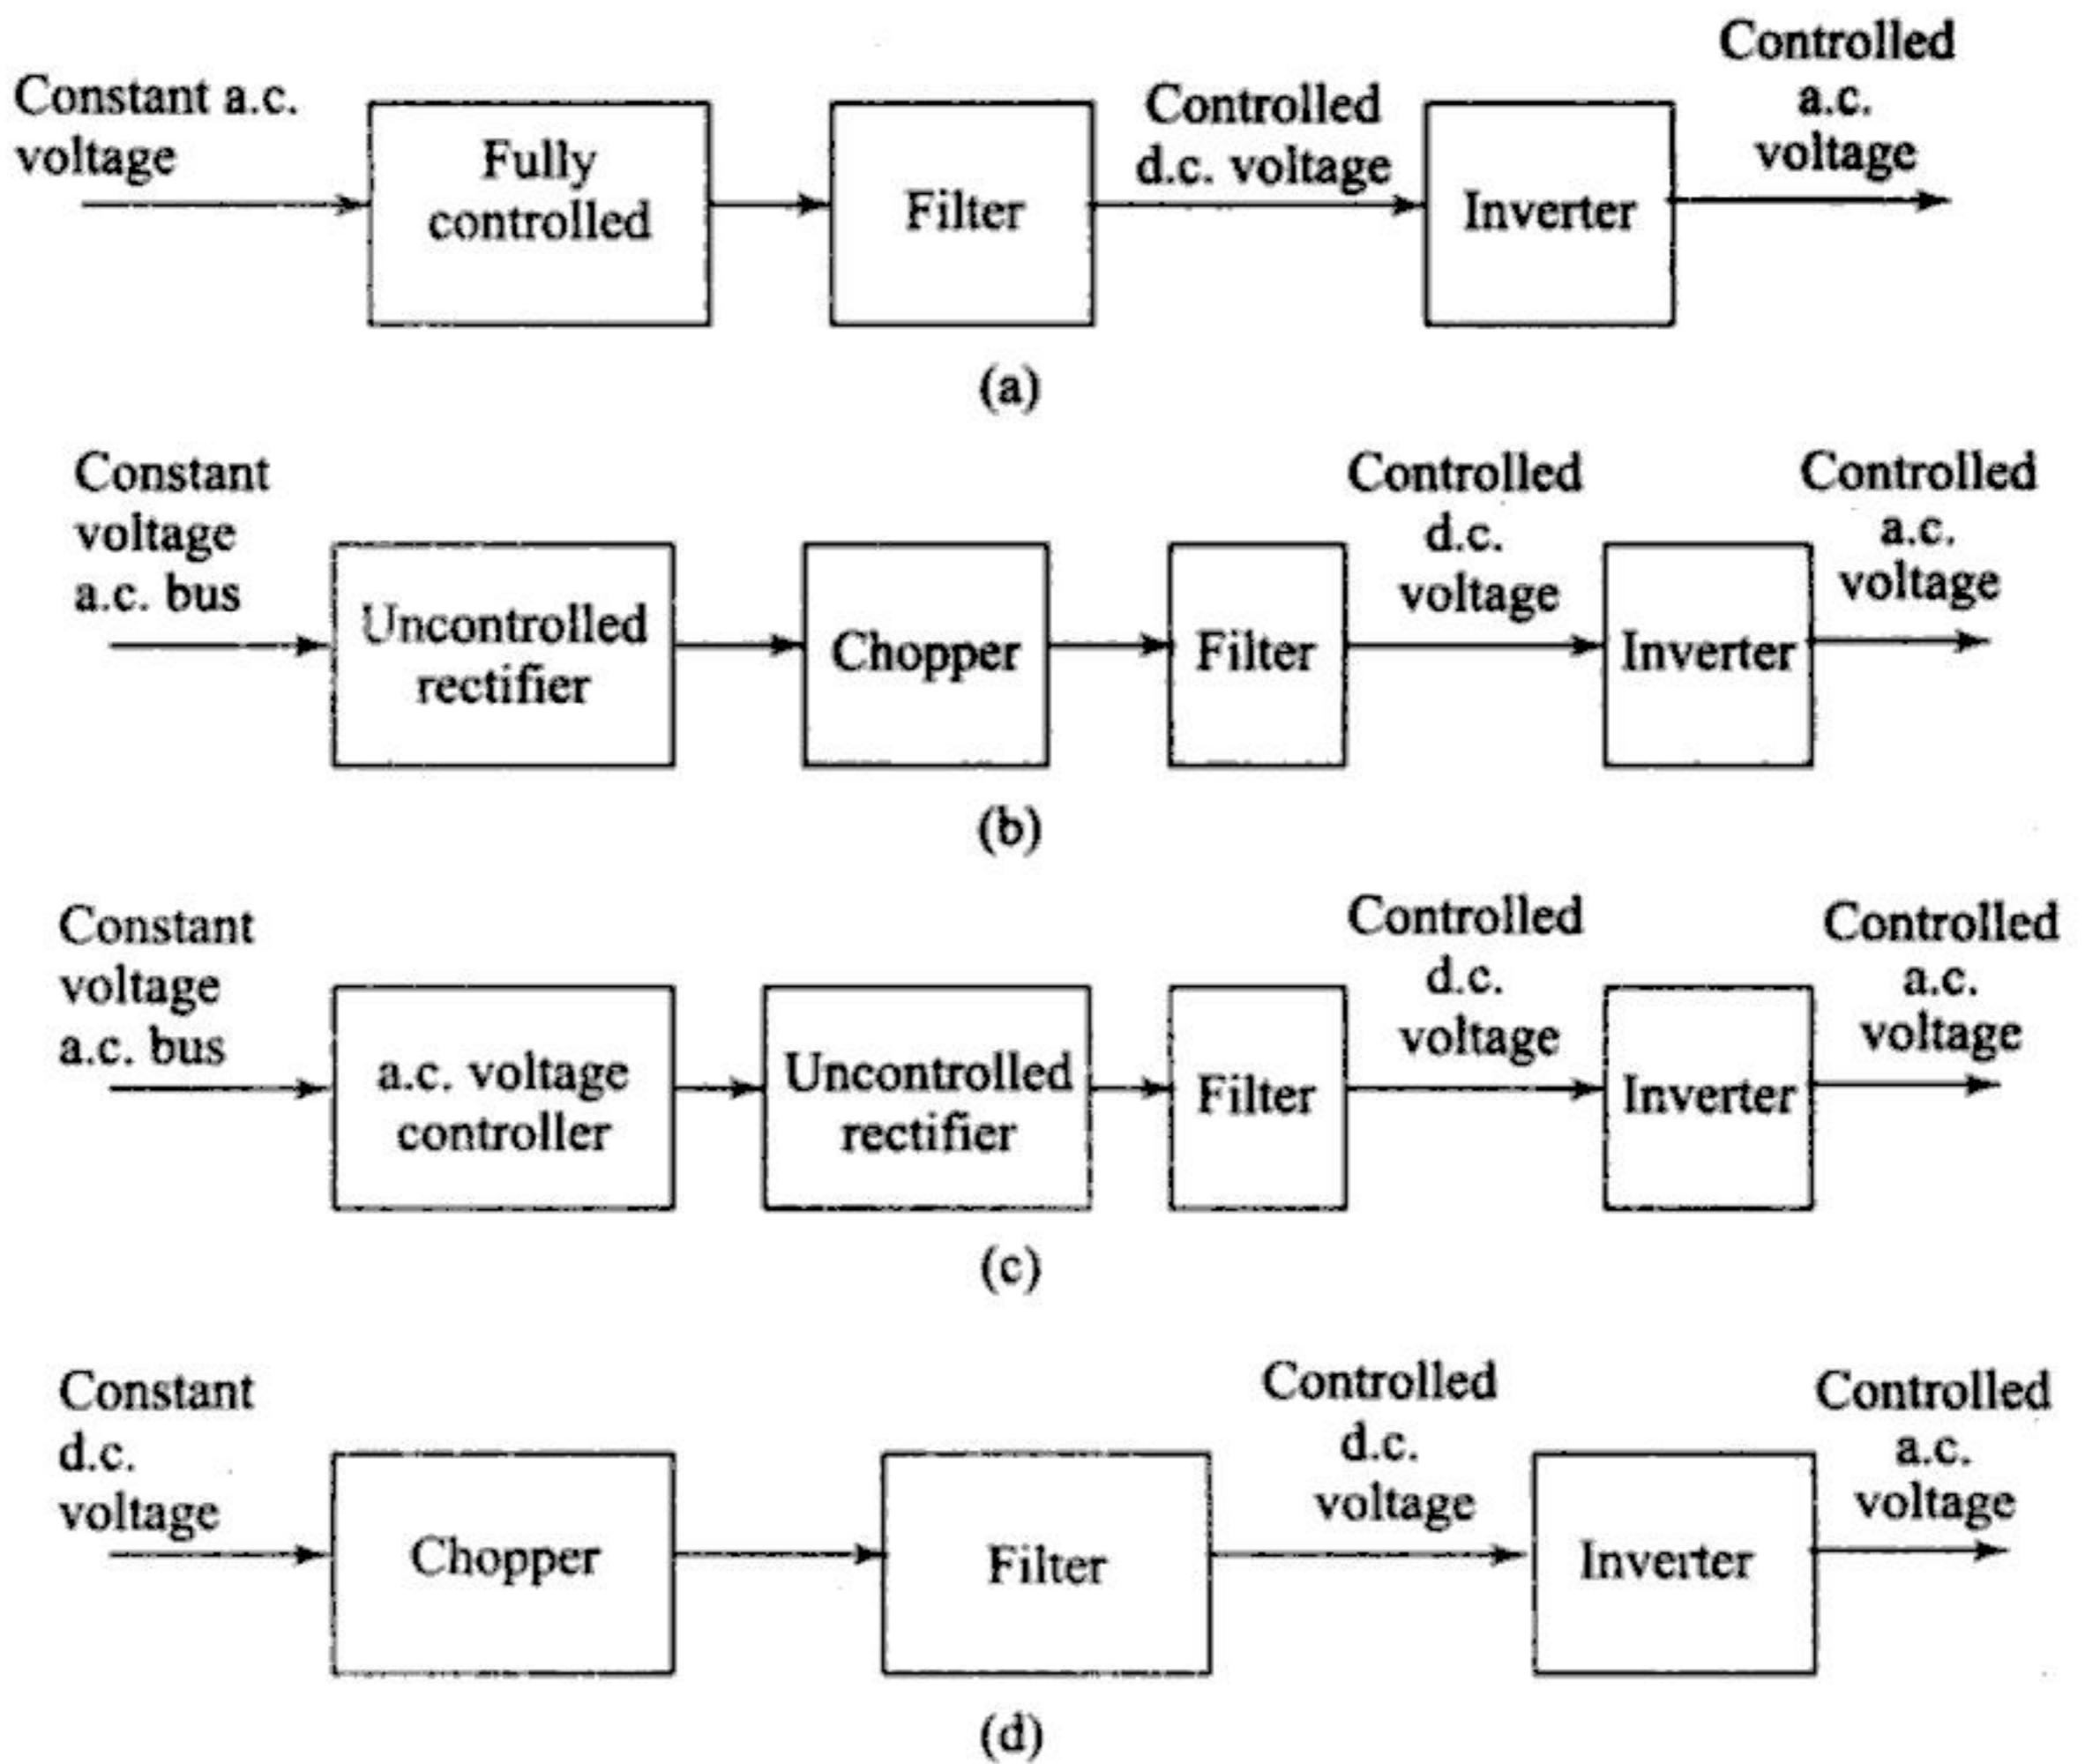 Constant a.c.
voltage
Fully
controlled
Filter
Controlled
d.c. voltage
Inverter
Controlled
a.c.
voltage
(a)
Constant
voltage
a.c. bus
Uncontrolled
rectifier
Chopper
Filter
Controlled
d.c.
voltage
Inverter
Controlled
a.c.
voltage
(b)
Constant
voltage
a.c. bus
a.c. voltage
controller
Uncontrolled
rectifier
Filter
Controlled
d.c.
voltage
Inverter
Controlled
a.c.
voltage
(c)
Constant
d.c.
voltage
Chopper
Filter
Controlled
d.c.
voltage
Inverter
Controlled
a.c.
voltage
(d)